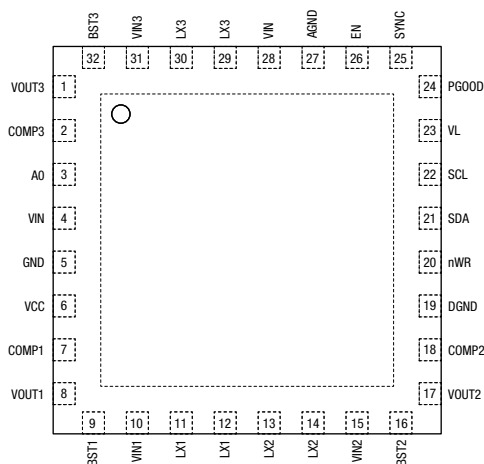 BST3 VIN3 LX3 LX3 VIN AGND EN SYNC
32 31 30 29 28 27 26 25
VOUT3 1 24 PGOOD
COMP3 2 23 VL
A0 3 22 SCL
VIN 4 21 SDA
GND 5 20 nWR
VCC 6 19 DGND
COMP1 7 18 COMP2
VOUT1 8 17 VOUT2
9 10 11 12 13 14 15 16
BST1 VIN1 LX1 LX1 LX2 LX2 VIN2 BST2